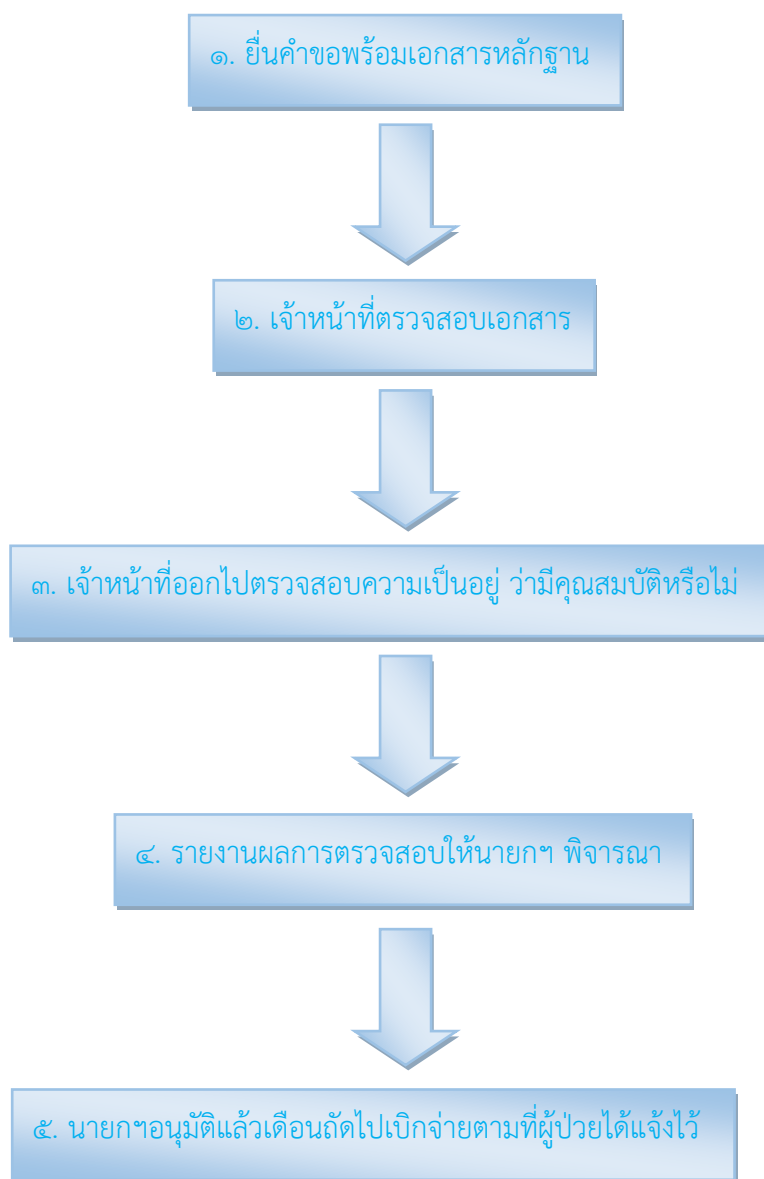 ๑. ยื่นคำขอพร้อมเอกสารหลักฐาน
๒. เจ้าหน้าที่ตรวจสอบเอกสาร
๓. เจ้าหน้าที่ออกไปตรวจสอบความเป็นอยู่ ว่ามีคุณสมบัติหรือไม่
๔. รายงานผลการตรวจสอบให้นายกฯ พิจารณา
๕. นายกฯอนุมัติแล้วเดือนถัดไปเบิกจ่ายตามที่ผู้ป่วยได้แจ้งไว้